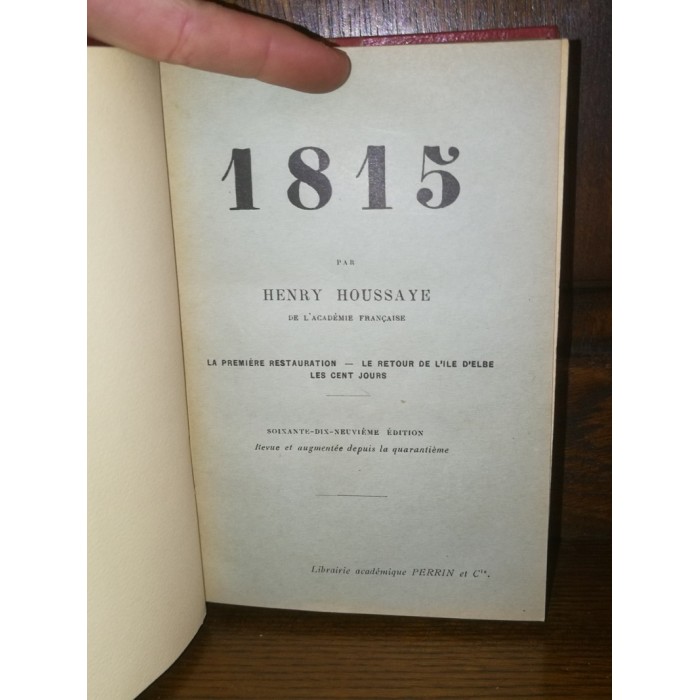 1815
PAR
HENRY HOUSSAYE
DE L'ACADÉMIE FRANÇAISE
LA PREMIÈRE RESTAURATION — LE RETOUR DE L'ILE D'ELBE
LES CENT JOURS
SOIXANTE-DIX-NEUVIÈME ÉDITION
Revue et augmentée depuis la quarantième
Librairie académique PERRIN et Cie.